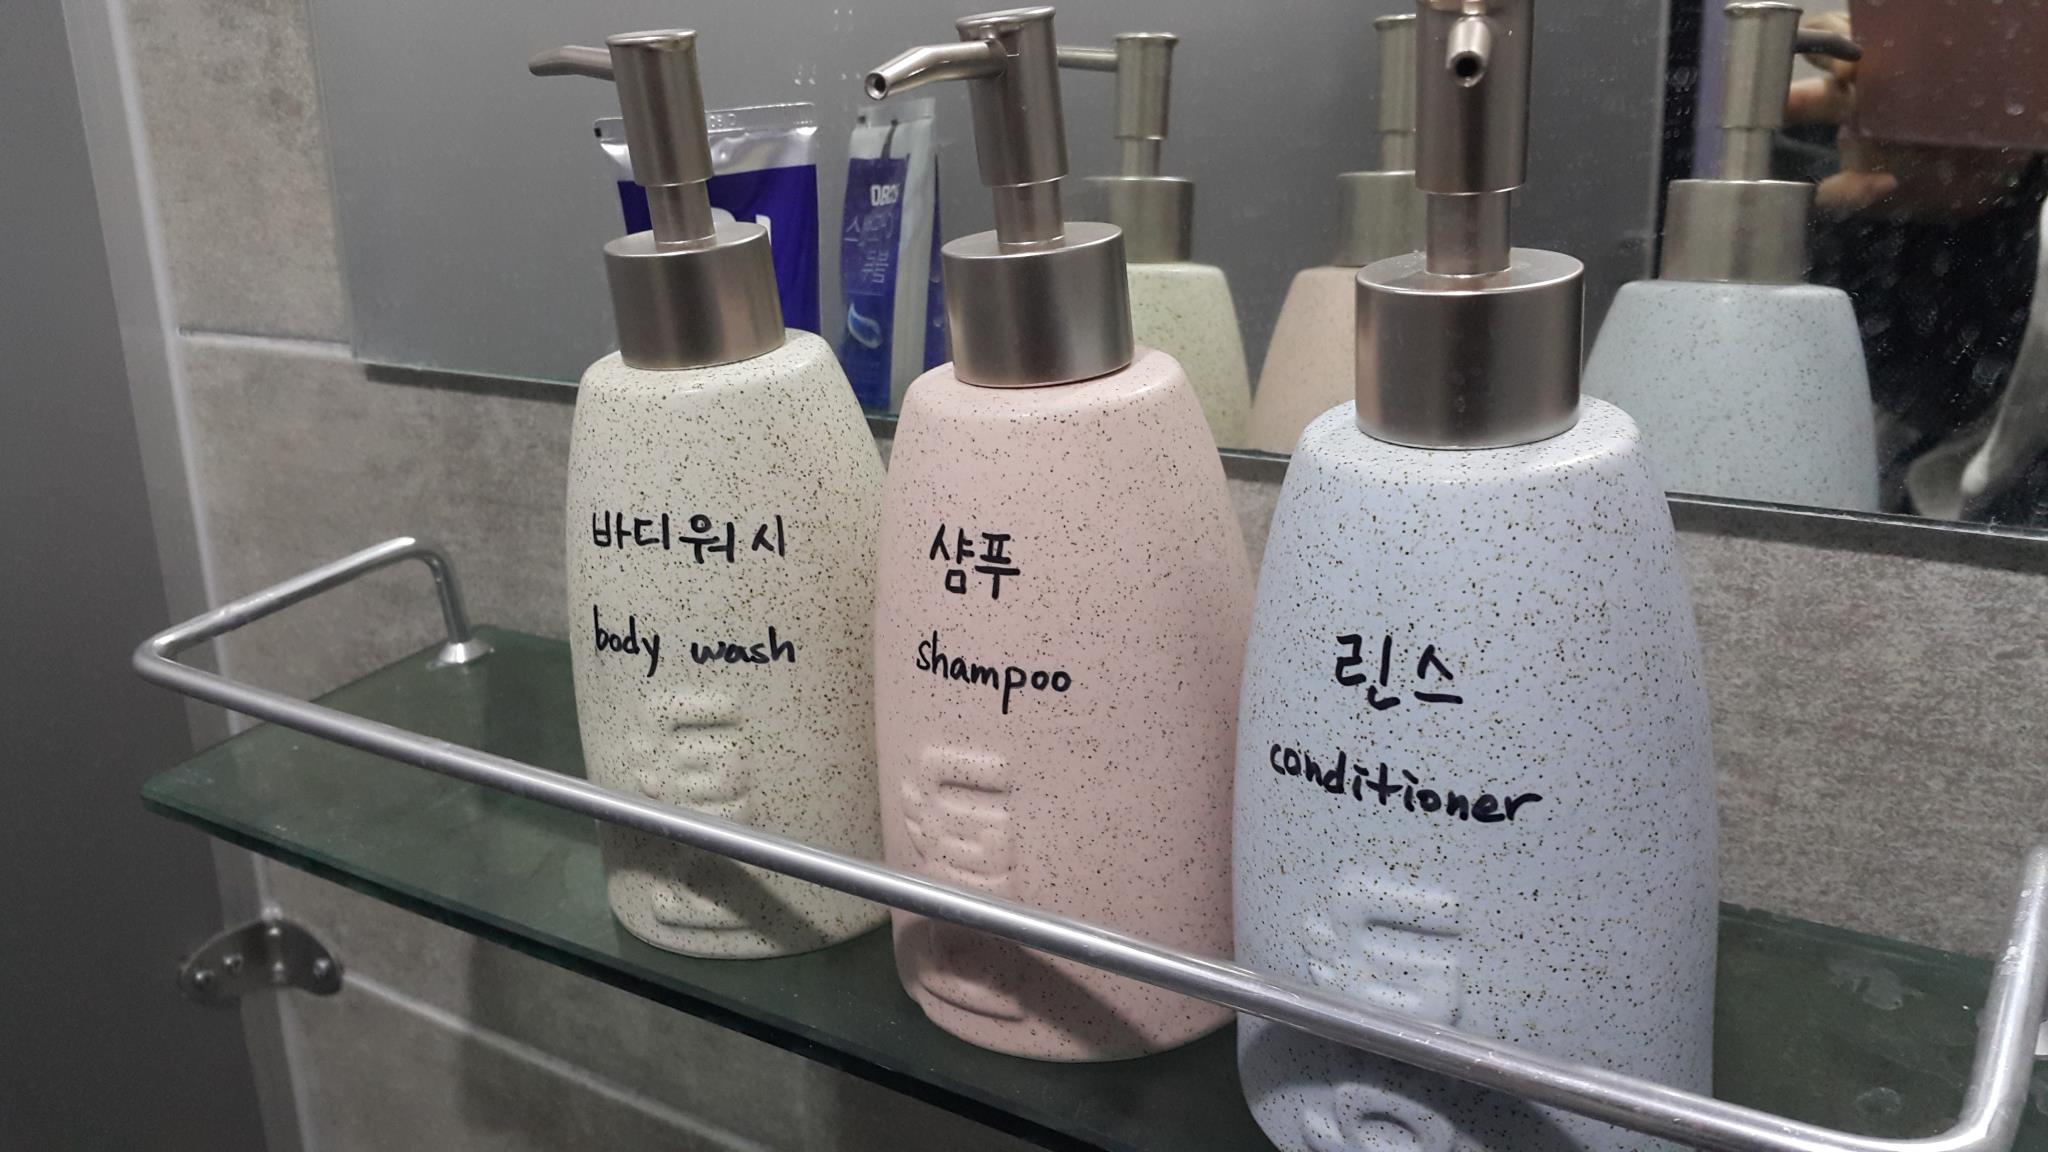 바디워시
body wash
샴푸
shampoo
린스
conditioner